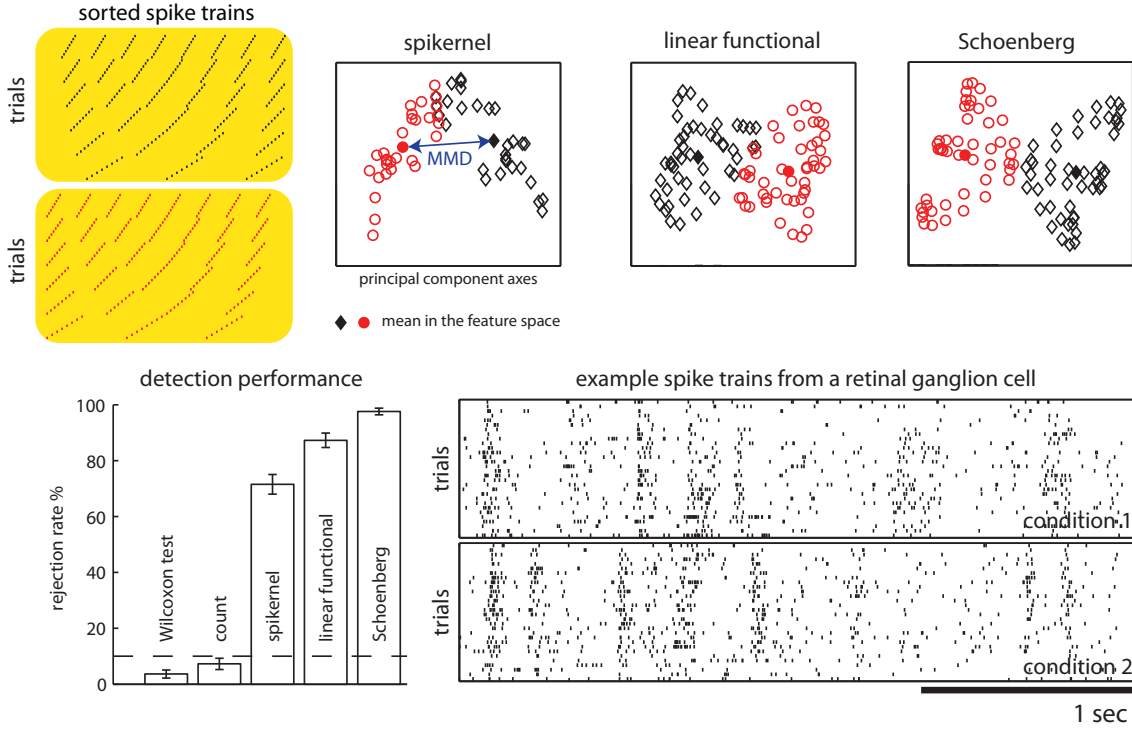 sorted spike trains
trials
trials
spikernel
linear functional
Schoenberg
MMD
principal component axes
mean in the feature space
detection performance
rejection rate %
100
80
60
40
20
0
Wilcoxon test
count
spikernel
linear functional
Schoenberg
example spike trains from a retinal ganglion cell
trials
condition 1
trials
condition 2
1 sec